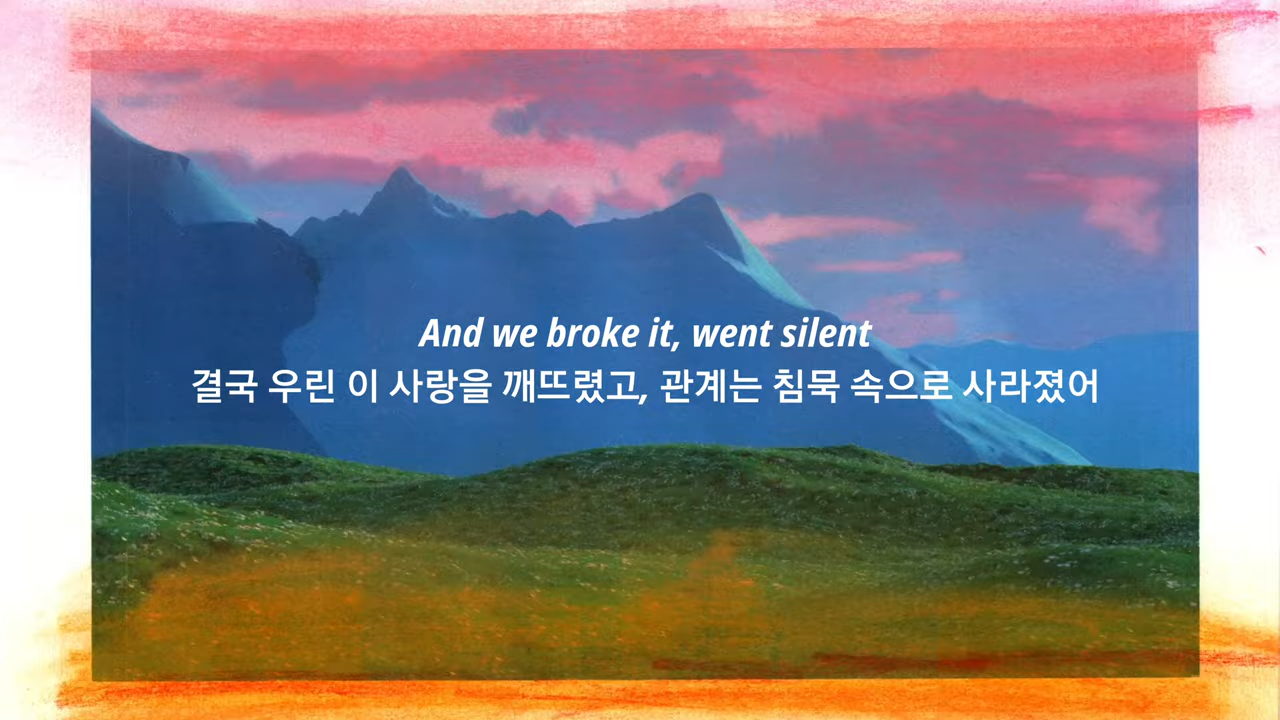 And we broke it, went silent
결국 우린 이 사랑을 깨뜨렸고, 관계는 침묵 속으로 사라졌어